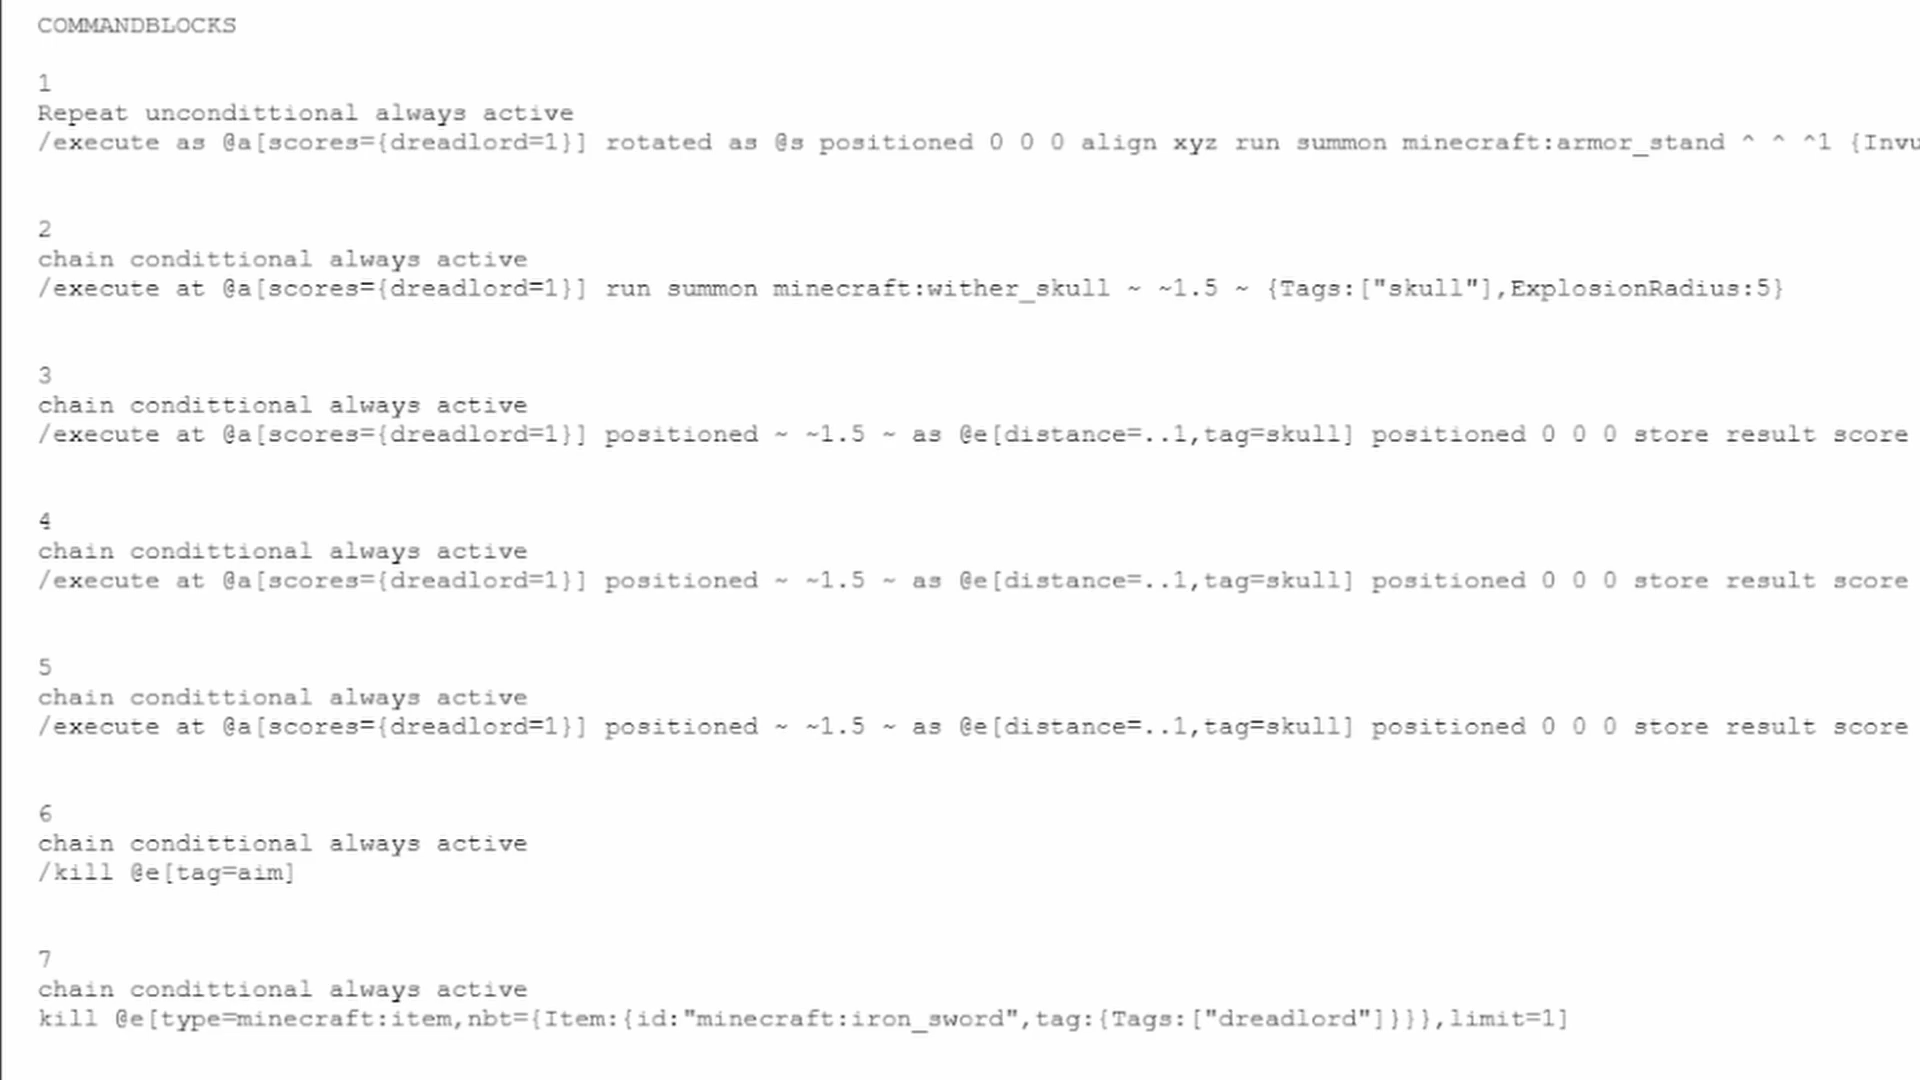 COMMANDBLOCKS
1
Repeat uncondittional always active
/execute as @a[scores={dreadlord=1}] rotated as @s positioned 0 0 0 align xyz run summon minecraft:armor_stand ^ ^ ^1 {Invu
2
chain condittional always active
/execute at @a[scores={dreadlord=1}] run summon minecraft:wither_skull ~ ~1.5 ~ {Tags:["skull"],ExplosionRadius:5}
3
chain condittional always active
/execute at @a[scores={dreadlord=1}] positioned ~ ~1.5 ~ as @e[distance=..1,tag=skull] positioned 0 0 0 store result score
4
chain condittional always active
/execute at @a[scores={dreadlord=1}] positioned ~ ~1.5 ~ as @e[distance=..1,tag=skull] positioned 0 0 0 store result score
5
chain condittional always active
/execute at @a[scores={dreadlord=1}] positioned ~ ~1.5 ~ as @e[distance=..1,tag=skull] positioned 0 0 0 store result score
6
chain condittional always active
/kill @e[tag=aim]
7
chain condittional always active
kill @e[type=minecraft:item,nbt={Item:{id:"minecraft:iron_sword",tag:{Tags:["dreadlord"]}}},limit=1]